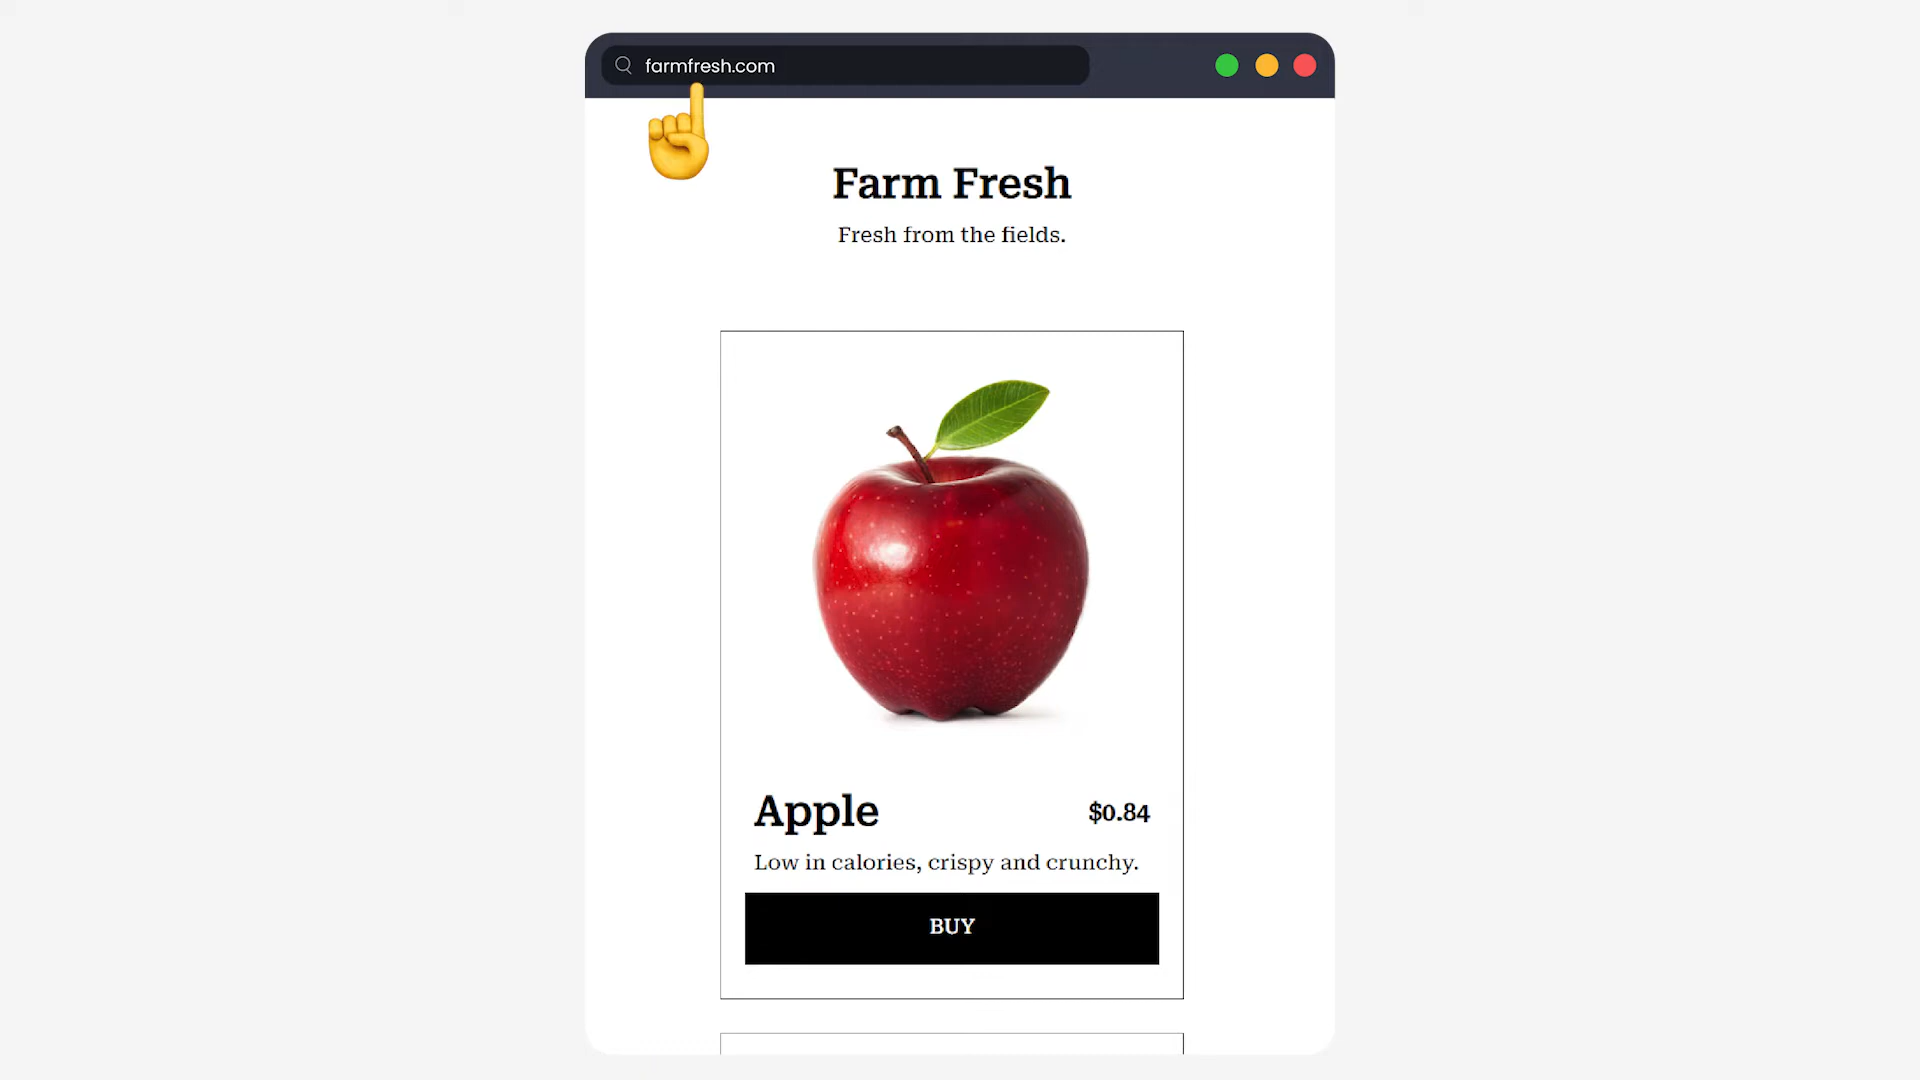 farmfresh.com
Farm Fresh
Fresh from the fields.
Apple
$0.84
Low in calories, crispy and crunchy.
BUY